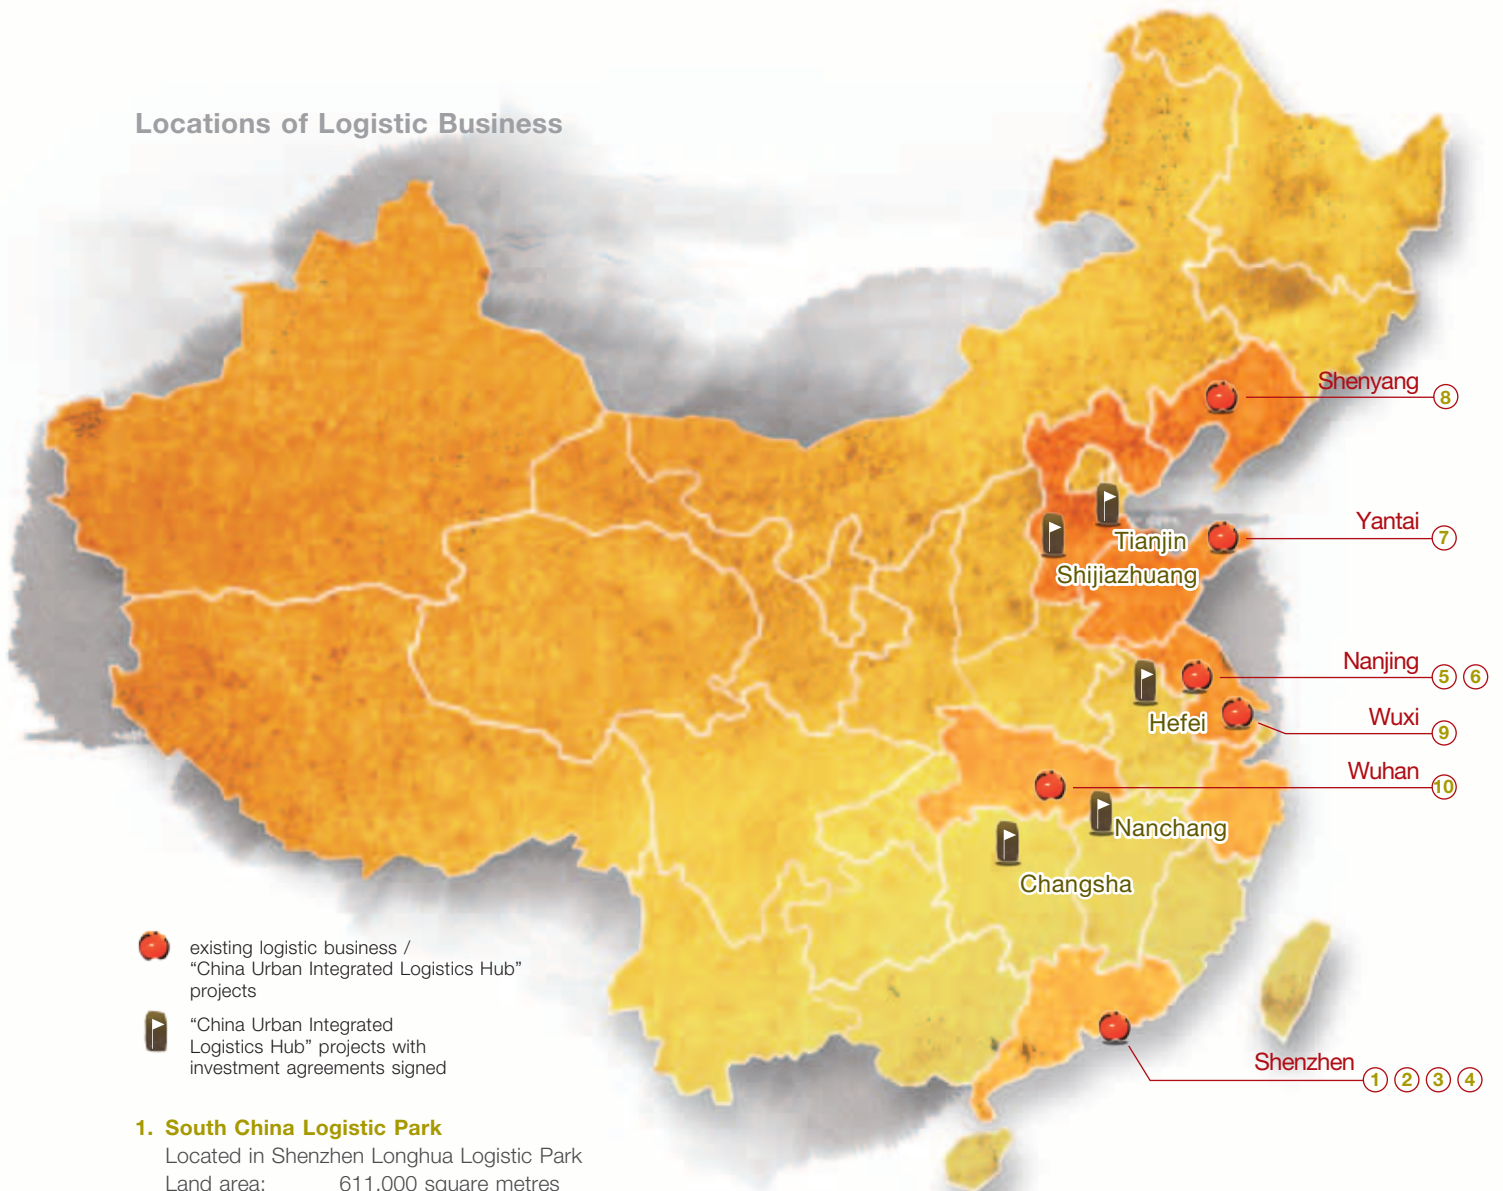 Locations of Logistic Business
Shenyang
8
Yantai
7
Tianjin
Shijiazhuang
Nanjing
5 6
Hefei
Wuxi
9
Wuhan
10
Nanchang
Changsha
existing logistic business /
“China Urban Integrated Logistics Hub”
projects
“China Urban Integrated
Logistics Hub” projects with
investment agreements signed
Shenzhen
1 2 3 4
1. South China Logistic Park
Located in Shenzhen Longhua Logistic Park
Land area: 611,000 square metres